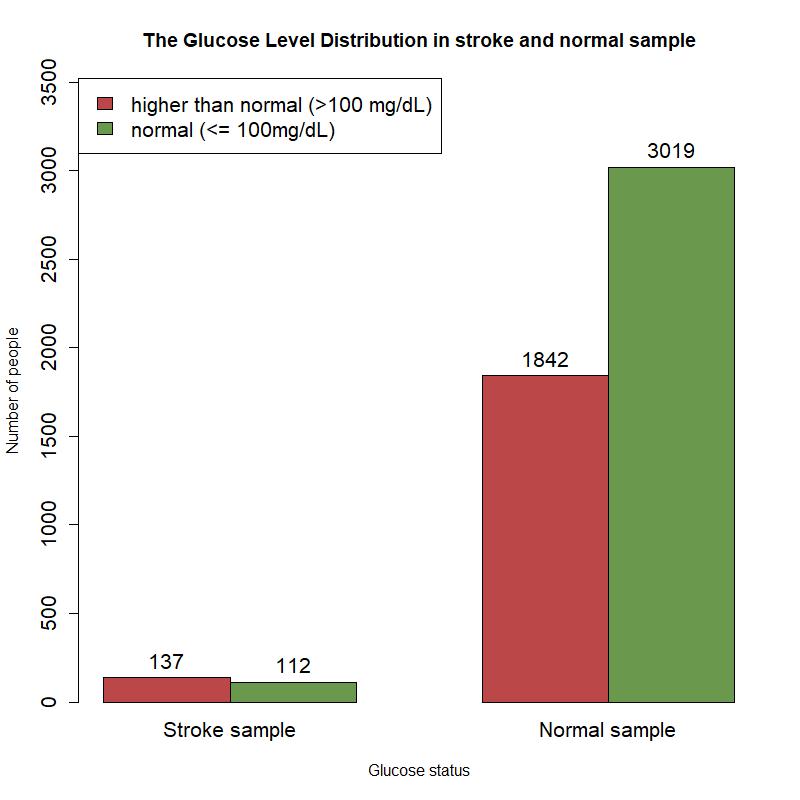 The Glucose Level Distribution in stroke and normal sample
higher than normal (>100 mg/dL)
normal (<= 100mg/dL)
Number of people
3500
3000
2500
2000
1500
1000
500
0
137
112
1842
3019
Stroke sample
Normal sample
Glucose status